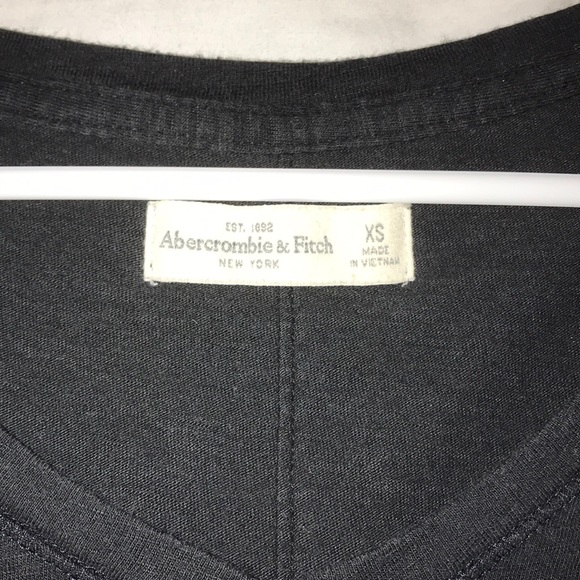 EST. 1892
Abercrombie & Fitch
NEW YORK
XS
MADE
IN VIETNAM